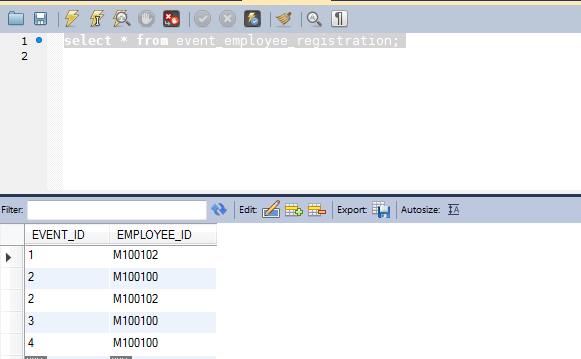 1 select * from event_employee_registration;
2
Filter: Edit: Export: Autosize:
EVENT_ID EMPLOYEE_ID
1 M100102
2 M100100
2 M100102
3 M100100
4 M100100